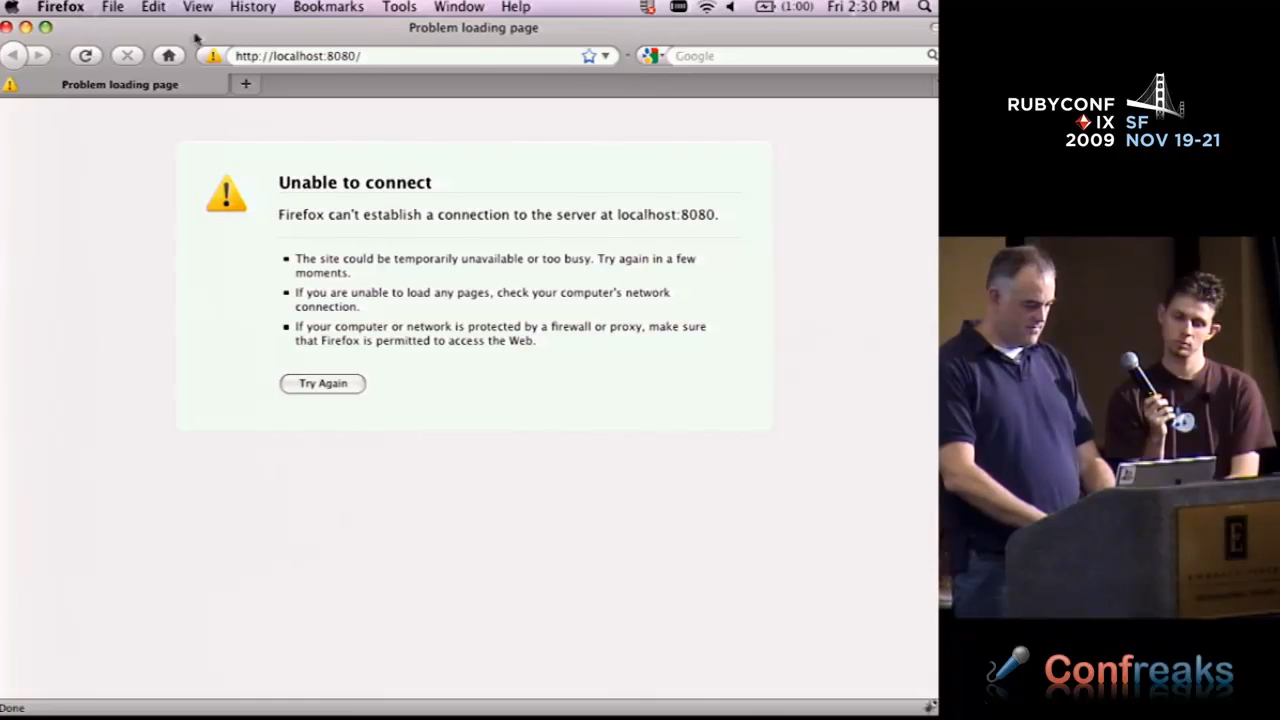 Firefox File Edit View History Bookmarks Tools Window Help (1:00) Fri 2:30 PM
Problem loading page
http://localhost:8080/ Google
Problem loading page +
Unable to connect
Firefox can't establish a connection to the server at localhost:8080.
The site could be temporarily unavailable or too busy. Try again in a few
moments.
If you are unable to load any pages, check your computer's network
connection.
If your computer or network is protected by a firewall or proxy, make sure
that Firefox is permitted to access the Web.
Try Again
Done
RUBYCONF
IX SF
2009 NOV 19-21
E
Confreaks